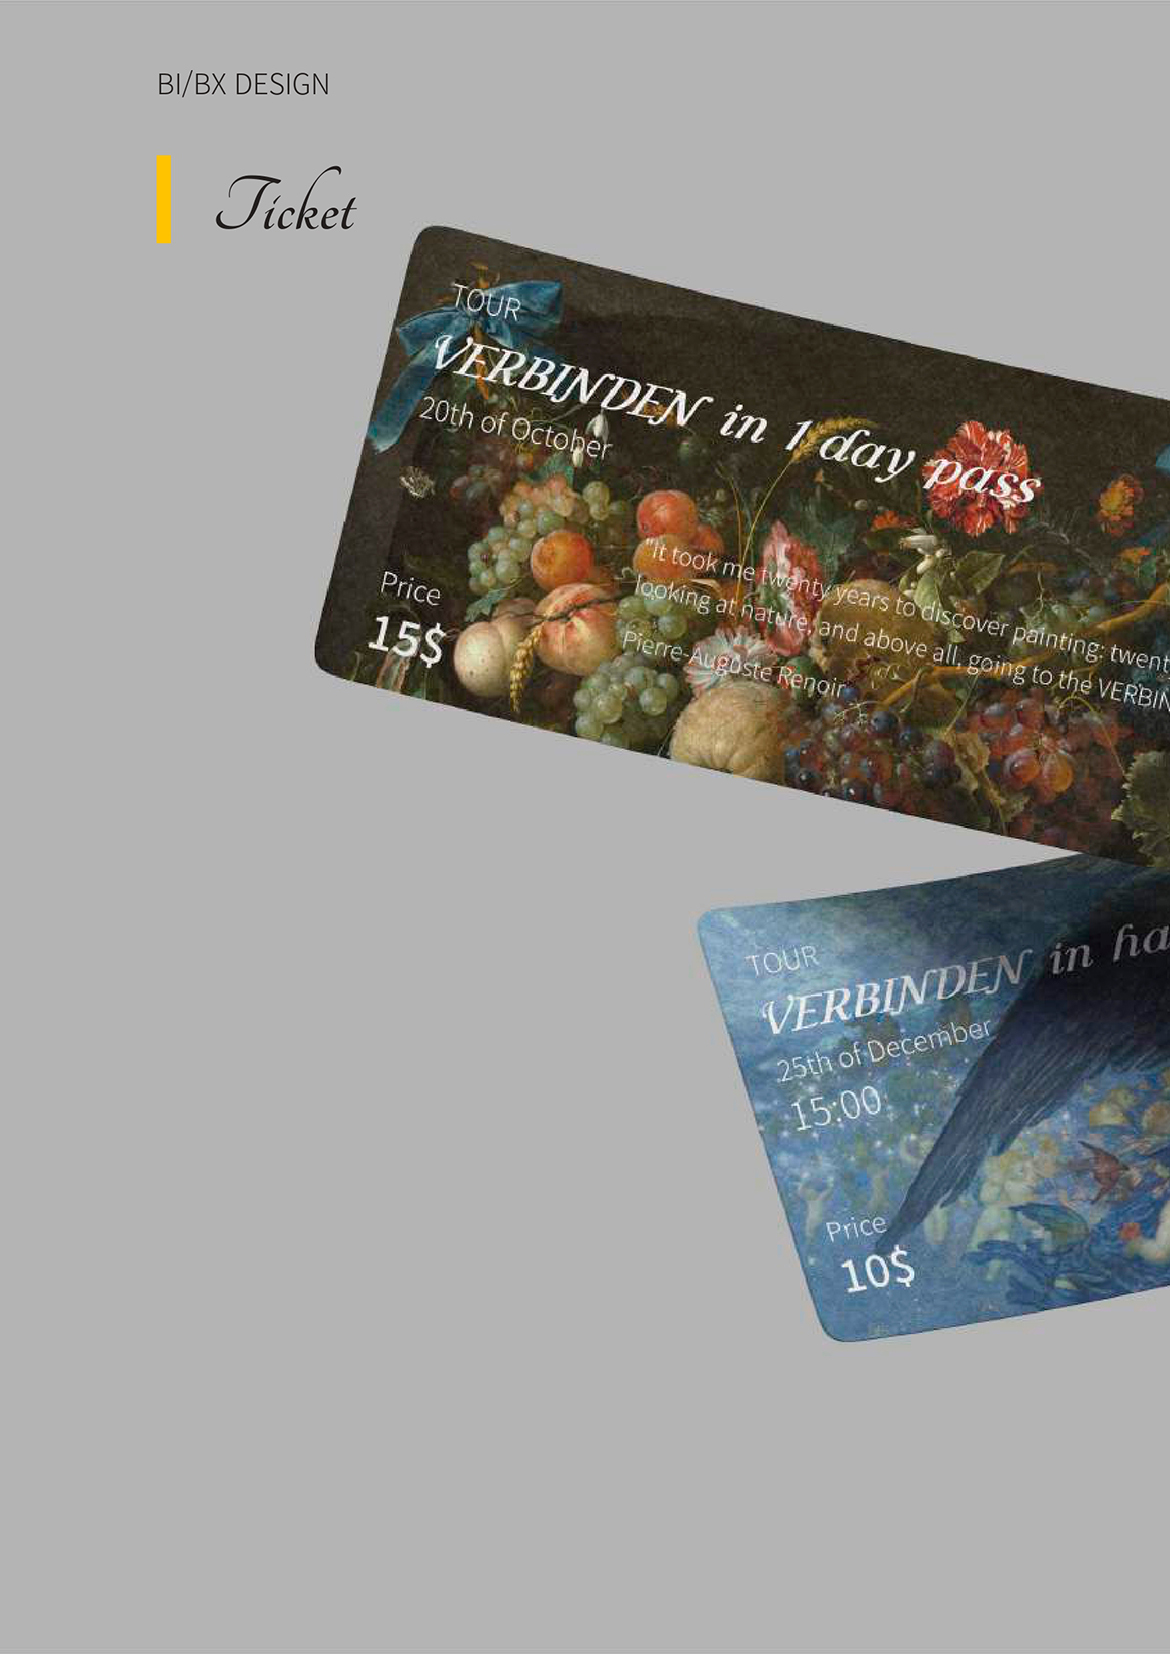 BI/BX DESIGN
Ticket
TOUR
VERBINDEN in 1 day pass
20th of October
"It took me twenty years to discover painting: twent
looking at nature, and above all, going to the VERBIN
Pierre-Auguste Renoir
Price
15$
TOUR
VERBINDEN in ha
25th of December
15:00
Price
10$